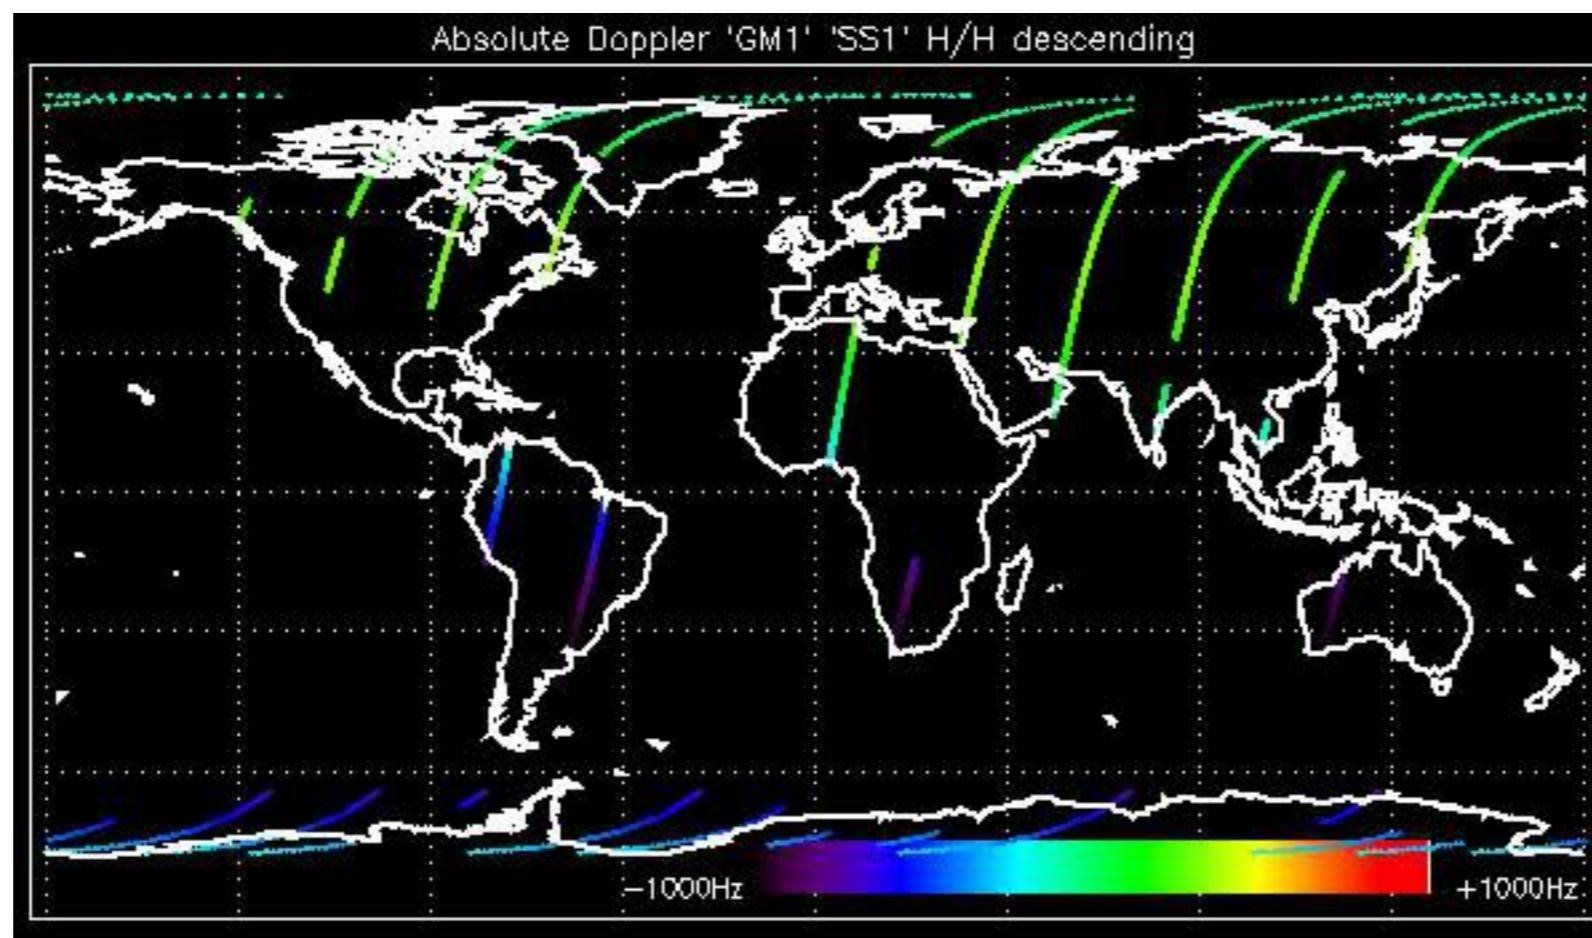 Absolute Doppler 'GM1' 'SS1' H/H descending
-1000Hz
+1000Hz